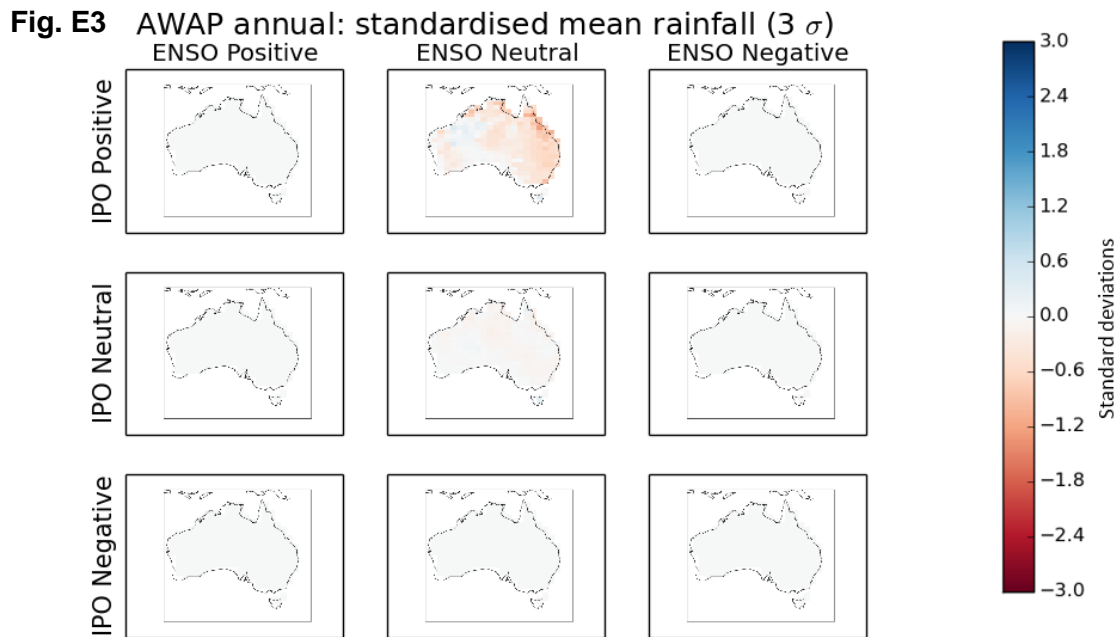 Fig. E3 AWAP annual: standardised mean rainfall (3 σ)
ENSO Positive ENSO Neutral ENSO Negative
IPO Positive
IPO Neutral
IPO Negative
3.0
2.4
1.8
1.2
0.6
0.0
−0.6
−1.2
−1.8
−2.4
−3.0
Standard deviations